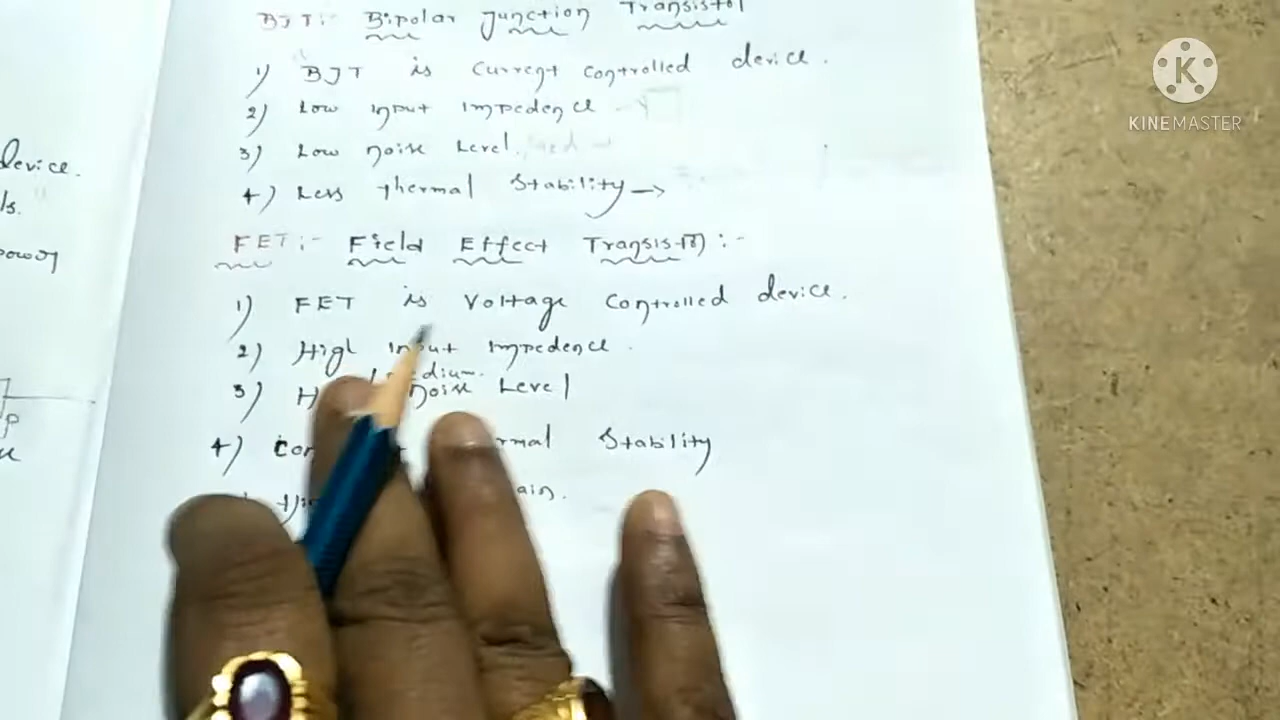 BJT:- Bipolar Junction Transistor
1) BJT is Current controlled device.
2) Low Input Impedence
3) Low noise Level.
4) Less thermal Stability →
FET:- Field Effect Transistor:-
1) FET is Voltage Controlled device.
2) High Input Impedence.
3) noise Level
4) Stability
device.
KINEMASTER